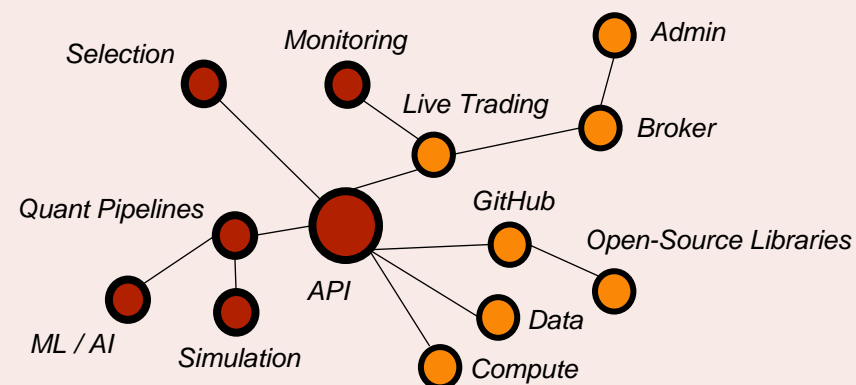 Selection
Monitoring
Admin
Live Trading
Broker
Quant Pipelines
GitHub
Open-Source Libraries
API
Data
ML / AI
Simulation
Compute